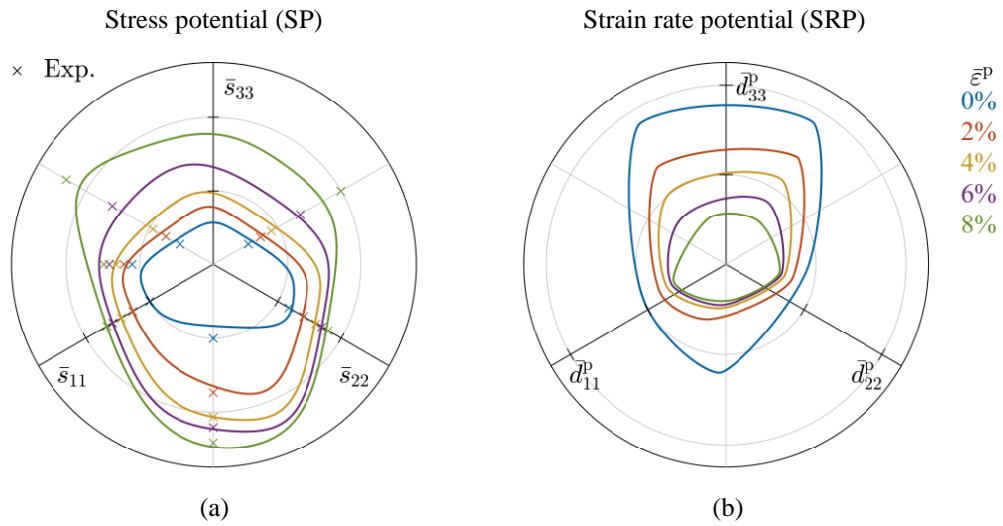 Stress potential (SP)
Strain rate potential (SRP)
× Exp.
s̄₃₃
d̄ᵖ₃₃
ε̄ᵖ
0%
2%
4%
6%
8%
s̄₁₁
s̄₂₂
d̄ᵖ₁₁
d̄ᵖ₂₂
(a)
(b)